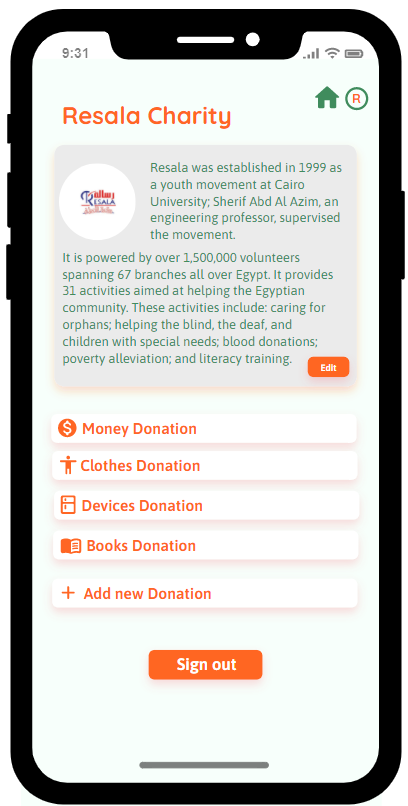 9:31
R
Resala Charity
رسالة
RESALA
Resala was established in 1999 as
a youth movement at Cairo
University; Sherif Abd Al Azim, an
engineering professor, supervised
the movement.
It is powered by over 1,500,000 volunteers
spanning 67 branches all over Egypt. It provides
31 activities aimed at helping the Egyptian
community. These activities include: caring for
orphans; helping the blind, the deaf, and
children with special needs; blood donations;
poverty alleviation; and literacy training.
Edit
Money Donation
Clothes Donation
Devices Donation
Books Donation
+ Add new Donation
Sign out